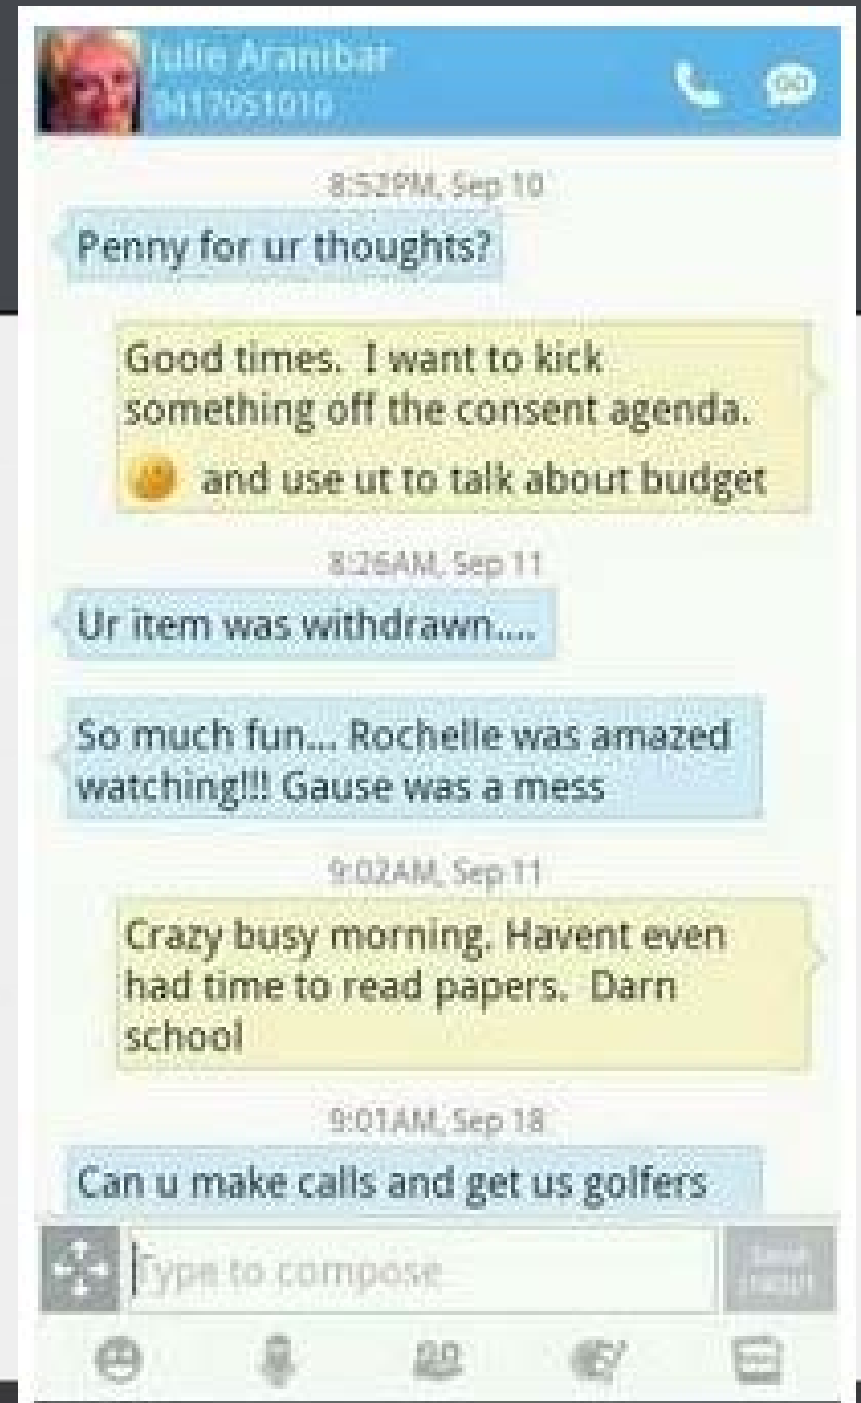 Julie Aranibar
9417051010
8:52PM, Sep 10
Penny for ur thoughts?
Good times. I want to kick
something off the consent agenda.
and use ut to talk about budget
8:26AM, Sep 11
Ur item was withdrawn....
So much fun... Rochelle was amazed
watching!!! Gause was a mess
9:02AM, Sep 11
Crazy busy morning. Havent even
had time to read papers. Darn
school
9:01AM, Sep 18
Can u make calls and get us golfers
Type to compose